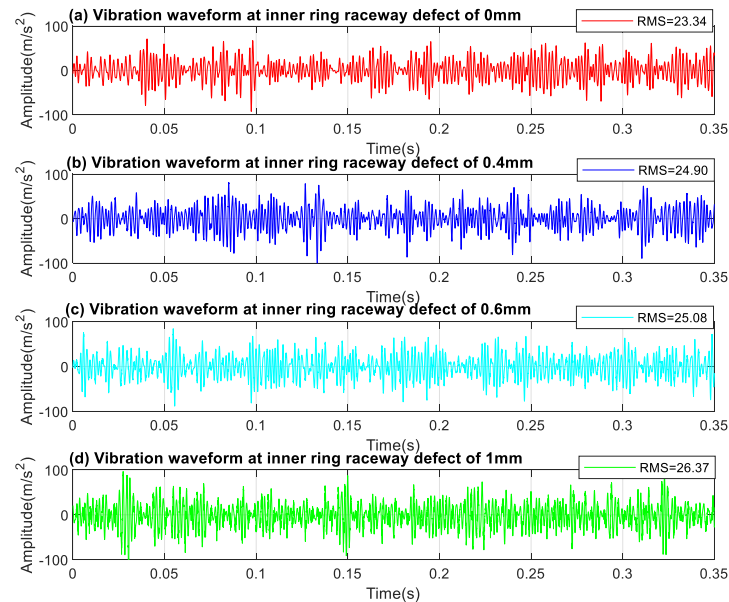 (a) Vibration waveform at inner ring raceway defect of 0mm
RMS=23.34
Amplitude(m/s²)
100
0
-100
0 0.05 0.1 0.15 0.2 0.25 0.3 0.35
Time(s)
(b) Vibration waveform at inner ring raceway defect of 0.4mm
RMS=24.90
Amplitude(m/s²)
100
0
-100
0 0.05 0.1 0.15 0.2 0.25 0.3 0.35
Time(s)
(c) Vibration waveform at inner ring raceway defect of 0.6mm
RMS=25.08
Amplitude(m/s²)
100
0
-100
0 0.05 0.1 0.15 0.2 0.25 0.3 0.35
Time(s)
(d) Vibration waveform at inner ring raceway defect of 1mm
RMS=26.37
Amplitude(m/s²)
100
0
-100
0 0.05 0.1 0.15 0.2 0.25 0.3 0.35
Time(s)